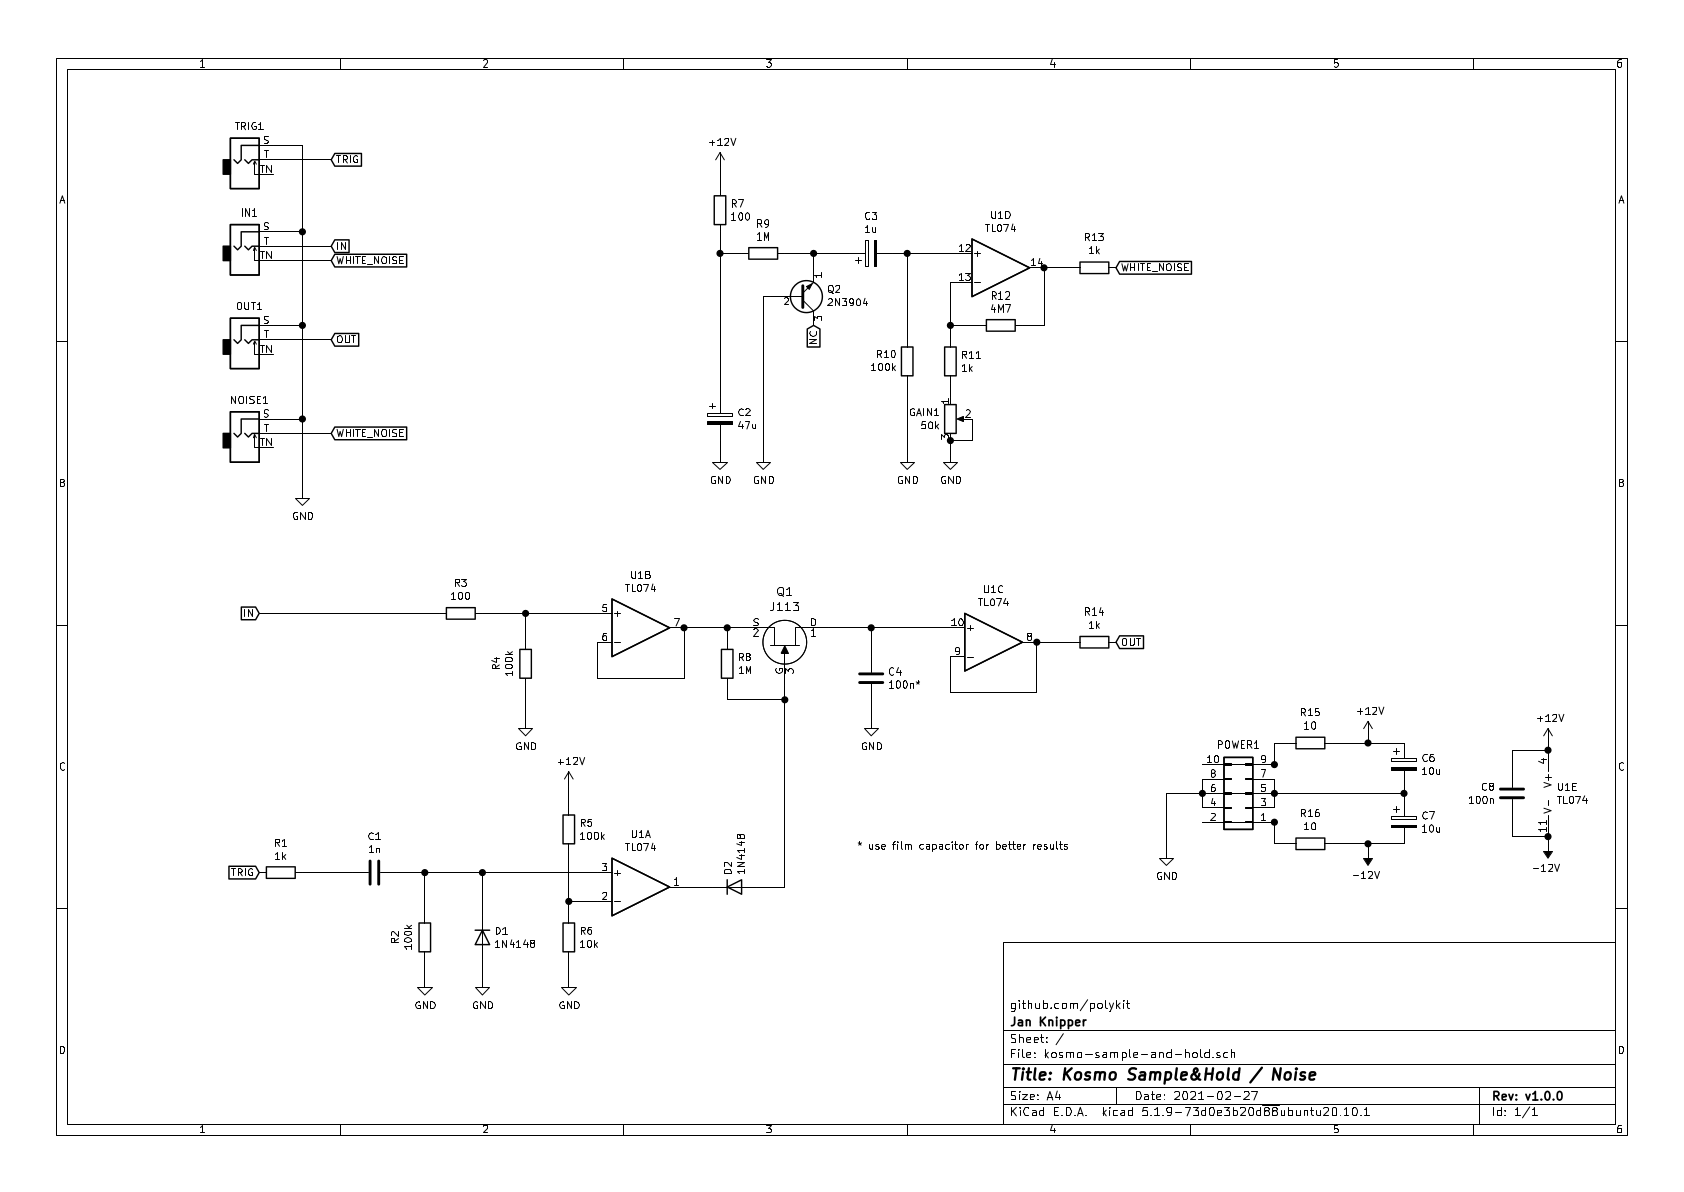 1 2 3 4 5 6
A
B
C
D
TRIG1
S
T
TN
TRIG
IN1
S
T
TN
IN
WHITE_NOISE
OUT1
S
T
TN
OUT
NOISE1
S
T
TN
WHITE_NOISE
GND
+12V
R7
100
R9
1M
C3
1u
+
Q2
2N3904
1
2
3
NC
U1D
TL074
12
13
14
+
-
R13
1k
WHITE_NOISE
R12
4M7
R10
100k
R11
1k
GAIN1
50k
1
2
3
+
C2
47u
GND
GND
GND
GND
IN
R3
100
R4
100k
GND
U1B
TL074
5
6
7
+
-
Q1
J113
S
2
D
1
G
3
R8
1M
C4
100n*
GND
U1C
TL074
10
9
8
+
-
R14
1k
OUT
TRIG
R1
1k
C1
1n
R2
100k
GND
D1
1N4148
GND
+12V
R5
100k
R6
10k
GND
U1A
TL074
3
2
1
+
-
D2
1N4148
* use film capacitor for better results
POWER1
10 9
8 7
6 5
4 3
2 1
GND
R15
10
+12V
+
C6
10u
R16
10
+
C7
10u
-12V
+12V
C8
100n
4
V+
U1E
TL074
V-
11
-12V
A
B
C
D
github.com/polykit
Jan Knipper
Sheet: /
File: kosmo-sample-and-hold.sch
Title: Kosmo Sample&Hold / Noise
Size: A4 Date: 2021-02-27 Rev: v1.0.0
KiCad E.D.A. kicad 5.1.9-73d0e3b20d88ubuntu20.10.1 Id: 1/1
1 2 3 4 5 6